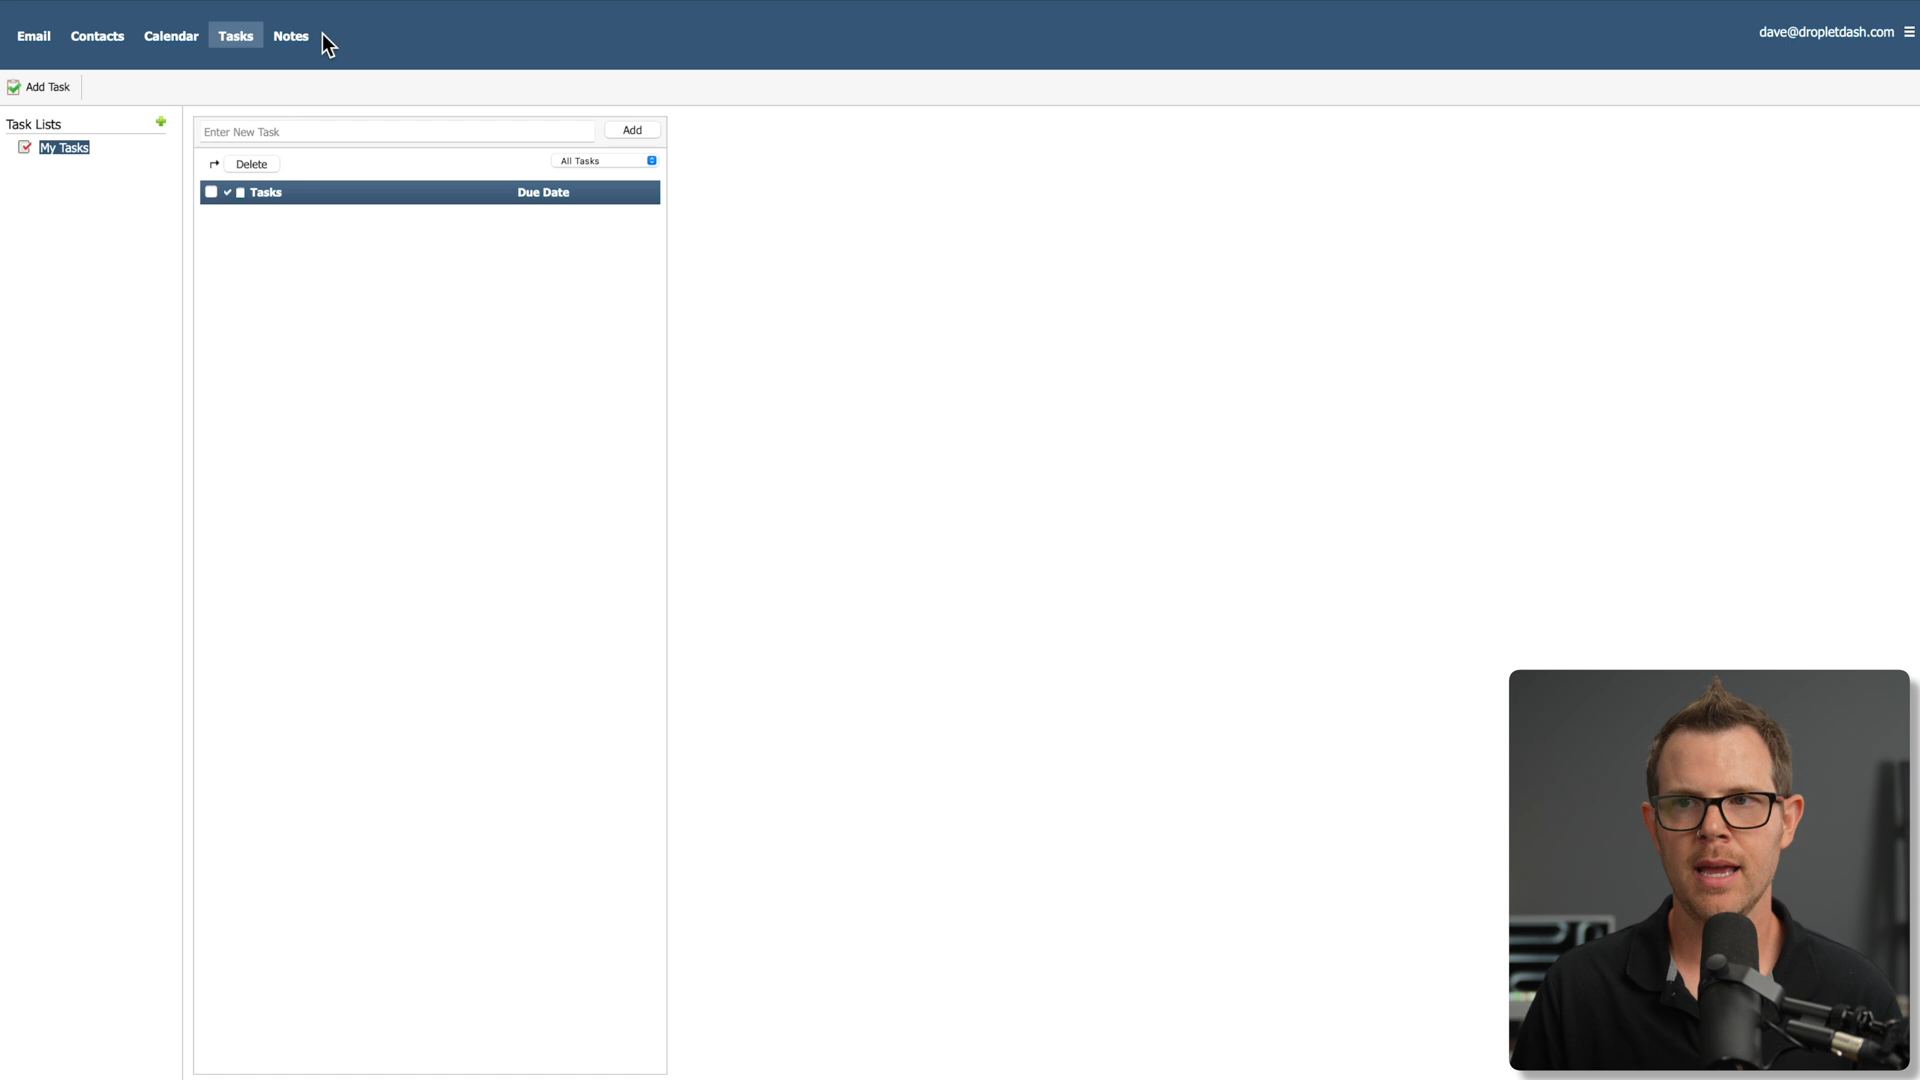 Email Contacts Calendar Tasks Notes dave@dropletdash.com
Add Task
Task Lists
My Tasks
Enter New Task Add
Delete All Tasks
Tasks Due Date